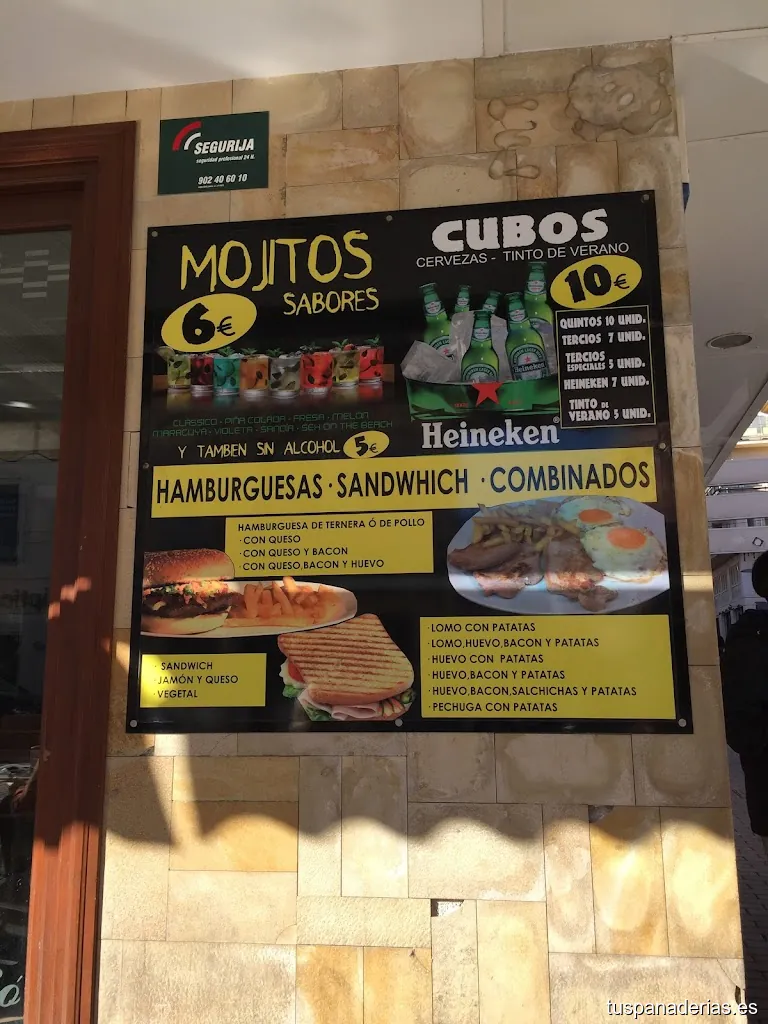 SEGURIJA
seguridad profesional 24 H.
902 40 60 10
MOJITOS
SABORES
6€
CLASSICO - PIÑA COLADA - FRESA - MELON
MARACUYA - VIOLETA - SANDIA - SEX ON THE BEACH
Y TAMBIEN SIN ALCOHOL 5€
CUBOS
CERVEZAS - TINTO DE VERANO
10€
QUINTOS 10 UNID.
TERCIOS 7 UNID.
TERCIOS
ESPECIALES 5 UNID.
HEINEKEN 7 UNID.
TINTO DE
VERANO 5 UNID.
Heineken
Heineken
HAMBURGUESAS · SANDWHICH · COMBINADOS
HAMBURGUESA DE TERNERA Ó DE POLLO
· CON QUESO
· CON QUESO Y BACON
· CON QUESO,BACON Y HUEVO
· SANDWICH
· JAMÓN Y QUESO
· VEGETAL
· LOMO CON PATATAS
· LOMO,HUEVO,BACON Y PATATAS
· HUEVO CON PATATAS
· HUEVO,BACON Y PATATAS
· HUEVO,BACON,SALCHICHAS Y PATATAS
· PECHUGA CON PATATAS
tuspanaderias.es